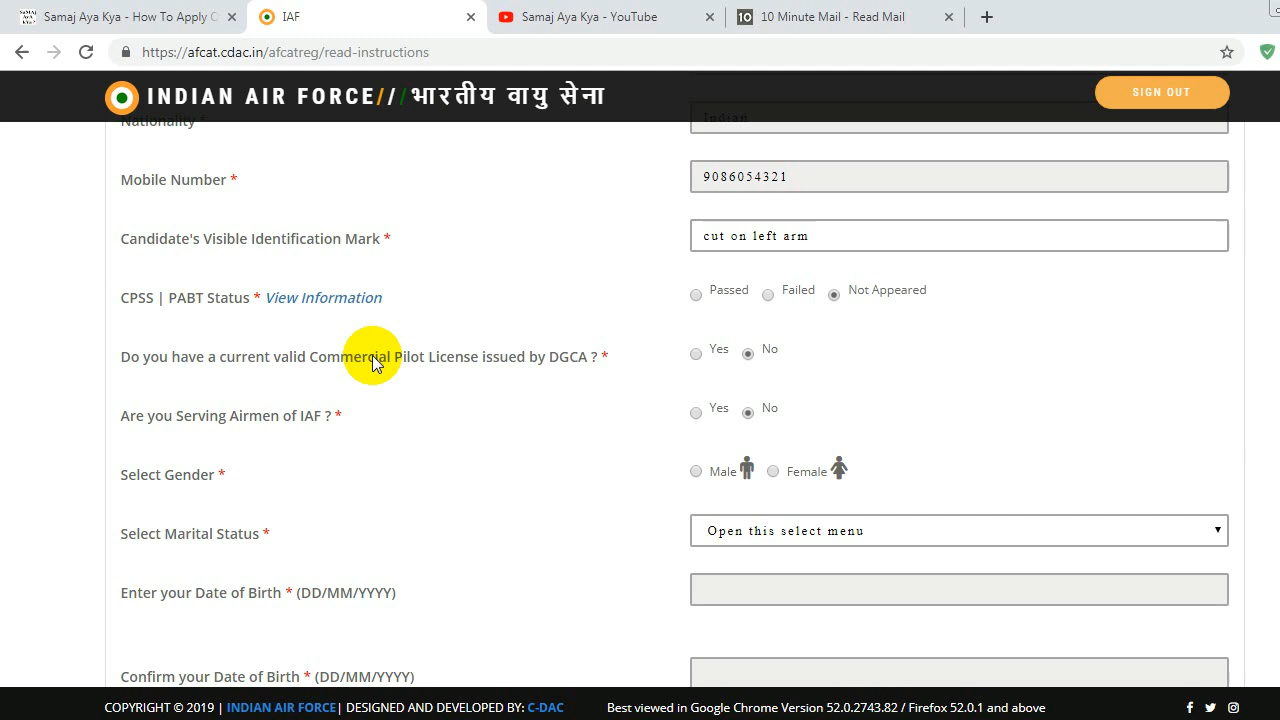 Samaj Aya Kya - How To Apply O
IAF
Samaj Aya Kya - YouTube
10 Minute Mail - Read Mail
https://afcat.cdac.in/afcatreg/read-instructions
INDIAN AIR FORCE///भारतीय वायु सेना
SIGN OUT
Nationality *
Indian
Mobile Number *
9086054321
Candidate's Visible Identification Mark *
cut on left arm
CPSS | PABT Status * View Information
Passed Failed Not Appeared
Do you have a current valid Commercial Pilot License issued by DGCA ? *
Yes No
Are you Serving Airmen of IAF ? *
Yes No
Select Gender *
Male Female
Select Marital Status *
Open this select menu
Enter your Date of Birth * (DD/MM/YYYY)
Confirm your Date of Birth * (DD/MM/YYYY)
COPYRIGHT © 2019 | INDIAN AIR FORCE| DESIGNED AND DEVELOPED BY: C-DAC
Best viewed in Google Chrome Version 52.0.2743.82 / Firefox 52.0.1 and above